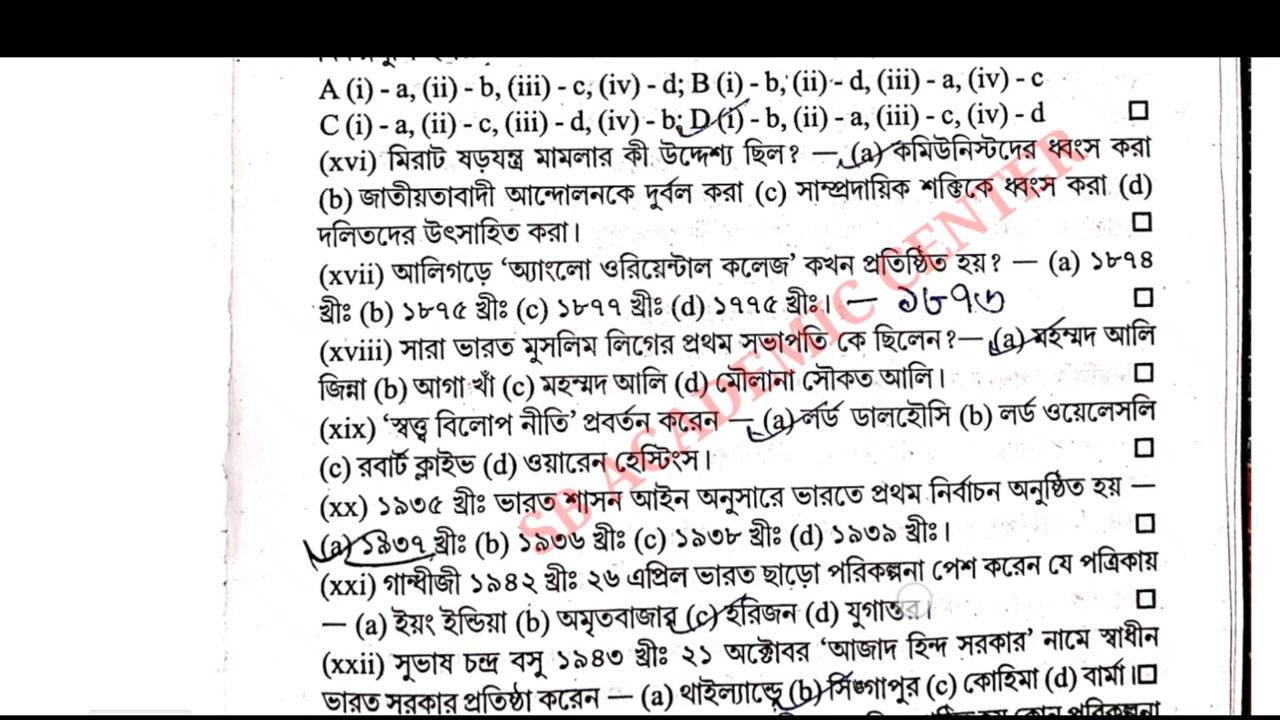 A (i) - a, (ii) - b, (iii) - c, (iv) - d; B (i) - b, (ii) - d, (iii) - a, (iv) - c
C (i) - a, (ii) - c, (iii) - d, (iv) - b; D (i) - b, (ii) - a, (iii) - c, (iv) - d
(xvi) মিরাট ষড়যন্ত্র মামলার কী উদ্দেশ্য ছিল? — (a) কমিউনিস্টদের ধ্বংস করা
(b) জাতীয়তাবাদী আন্দোলনকে দুর্বল করা (c) সাম্প্রদায়িক শক্তিকে ধ্বংস করা (d)
দলিতদের উৎসাহিত করা।
(xvii) আলিগড়ে ‘অ্যাংলো ওরিয়েন্টাল কলেজ’ কখন প্রতিষ্ঠিত হয়? — (a) ১৮৭৪
খ্রীঃ (b) ১৮৭৫ খ্রীঃ (c) ১৮৭৭ খ্রীঃ (d) ১৭৭৫ খ্রীঃ। — ১৮৭৩
(xviii) সারা ভারত মুসলিম লিগের প্রথম সভাপতি কে ছিলেন?— (a) মহম্মদ আলি
জিন্না (b) আগা খাঁ (c) মহম্মদ আলি (d) মৌলানা সৌকত আলি।
(xix) ‘স্বত্ত্ব বিলোপ নীতি’ প্রবর্তন করেন — (a) লর্ড ডালহৌসি (b) লর্ড ওয়েলেসলি
(c) রবার্ট ক্লাইভ (d) ওয়ারেন হেস্টিংস।
(xx) ১৯৩৫ খ্রীঃ ভারত শাসন আইন অনুসারে ভারতে প্রথম নির্বাচন অনুষ্ঠিত হয় —
(a) ১৯৩৭ খ্রীঃ (b) ১৯৩৬ খ্রীঃ (c) ১৯৩৮ খ্রীঃ (d) ১৯৩৯ খ্রীঃ।
(xxi) গান্ধীজী ১৯৪২ খ্রীঃ ২৬ এপ্রিল ভারত ছাড়ো পরিকল্পনা পেশ করেন যে পত্রিকায়
— (a) ইয়ং ইন্ডিয়া (b) অমৃতবাজার (c) হরিজন (d) যুগান্তর।
(xxii) সুভাষ চন্দ্র বসু ১৯৪৩ খ্রীঃ ২১ অক্টোবর ‘আজাদ হিন্দ সরকার’ নামে স্বাধীন
ভারত সরকার প্রতিষ্ঠা করেন — (a) থাইল্যান্ডে (b) সিঙ্গাপুর (c) কোহিমা (d) বার্মা।
SB ACADEMIC CENTER